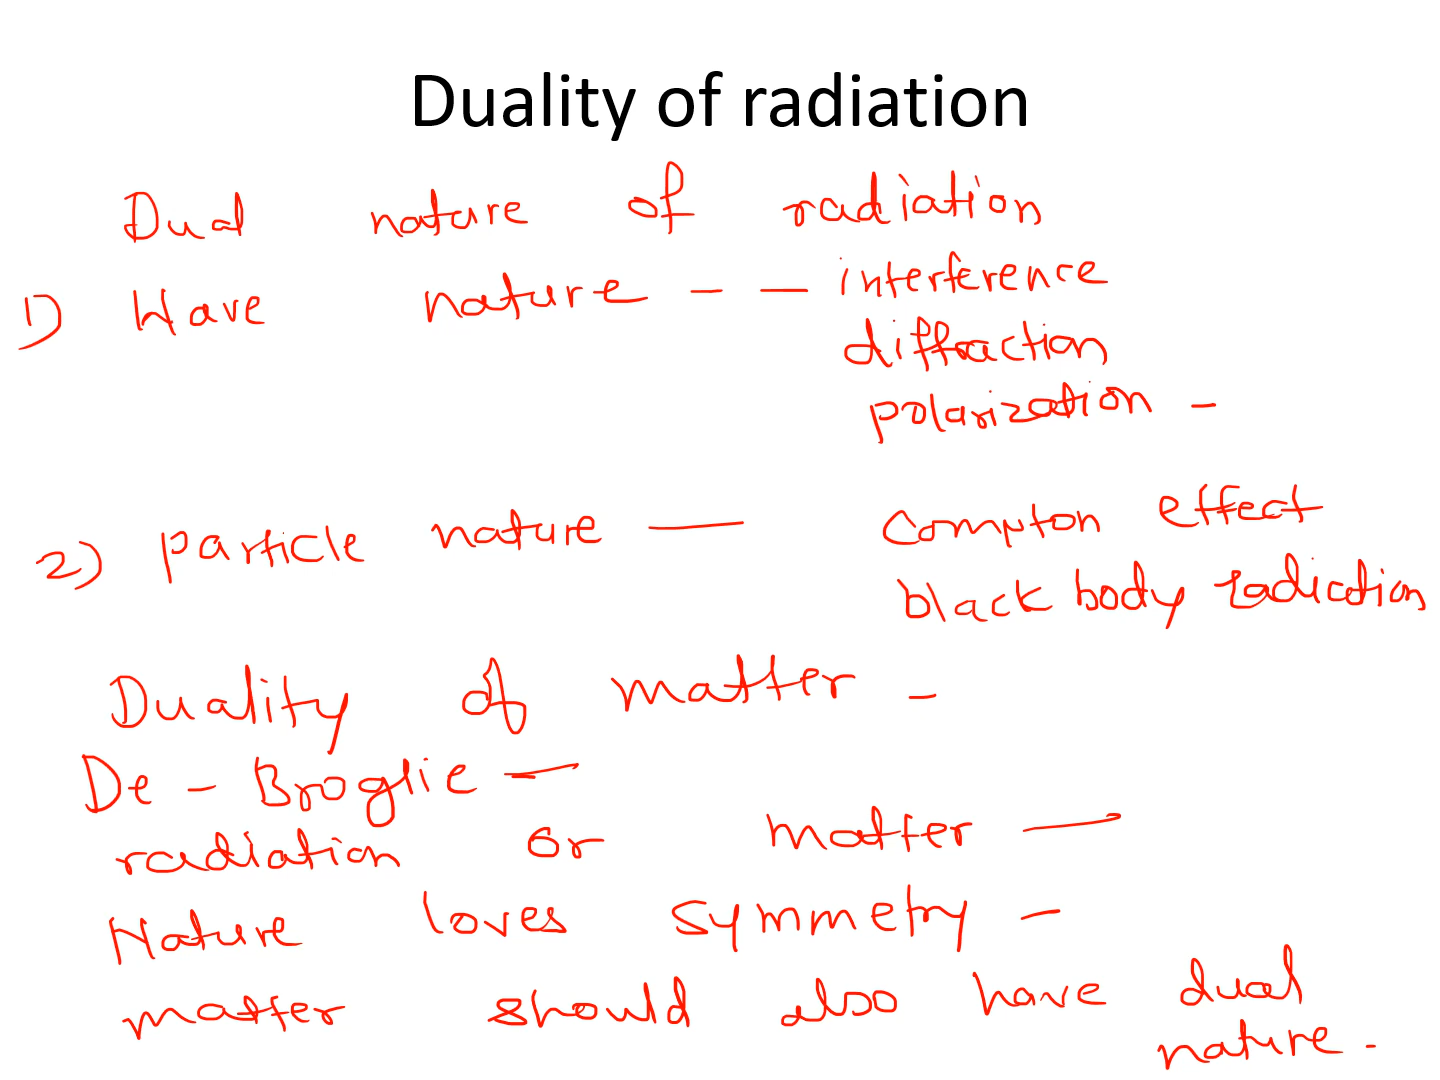 Duality of radiation
Dual nature of radiation
1) Wave nature - - interference
diffraction
polarization -
2) particle nature — Compton effect
black body radiation
Duality of matter -
De - Broglie —
radiation or matter —
Nature loves symmetry -
matter should also have dual
nature -